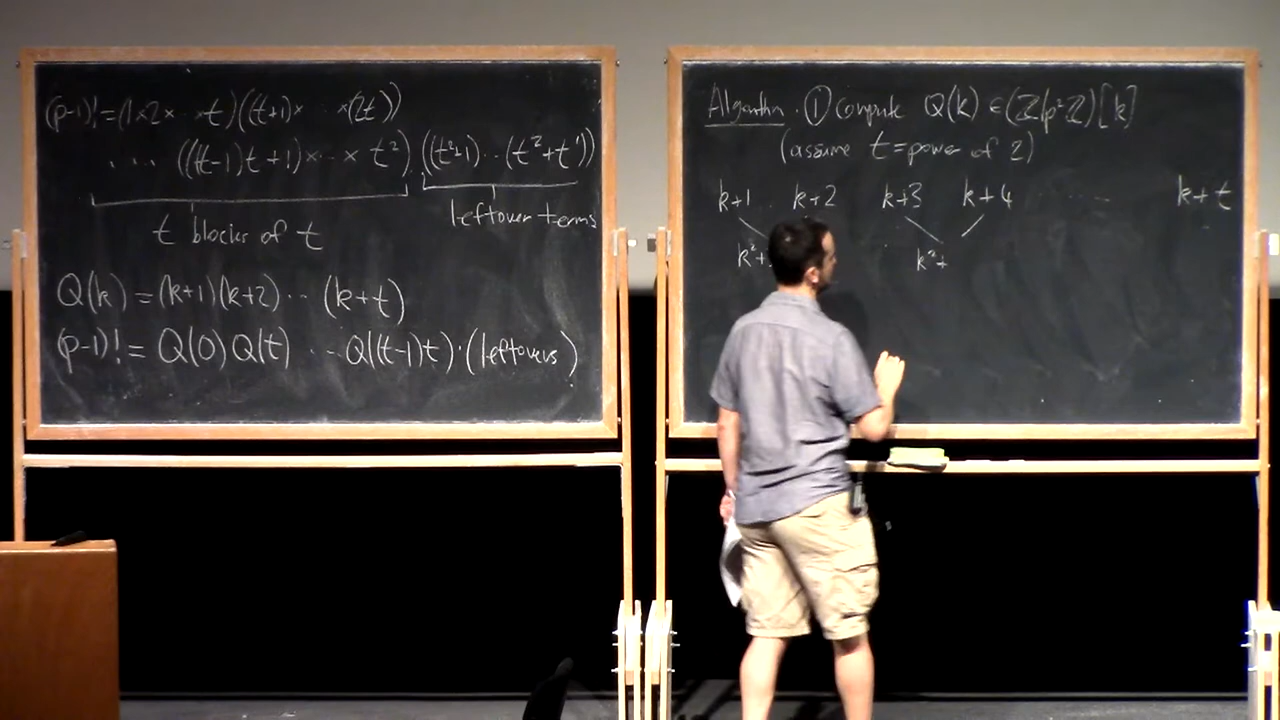 (p-1)! = (1×2× ··· ×t)((t+1)× ··· ×(2t))
··· (((t-1)t+1)×···× t²).((t²+1)···(t²+t'))
t blocks of t
leftover terms
Q(k) = (k+1)(k+2) ··· (k+t)
(p-1)! = Q(0)Q(t) ··· Q((t-1)t)·(leftovers)
Algorithm. ① Compute Q(k) ∈ (ℤ/p²ℤ)[k]
(assume t = power of 2)
k+1 k+2 k+3 k+4 ····· k+t
k²+ k²+